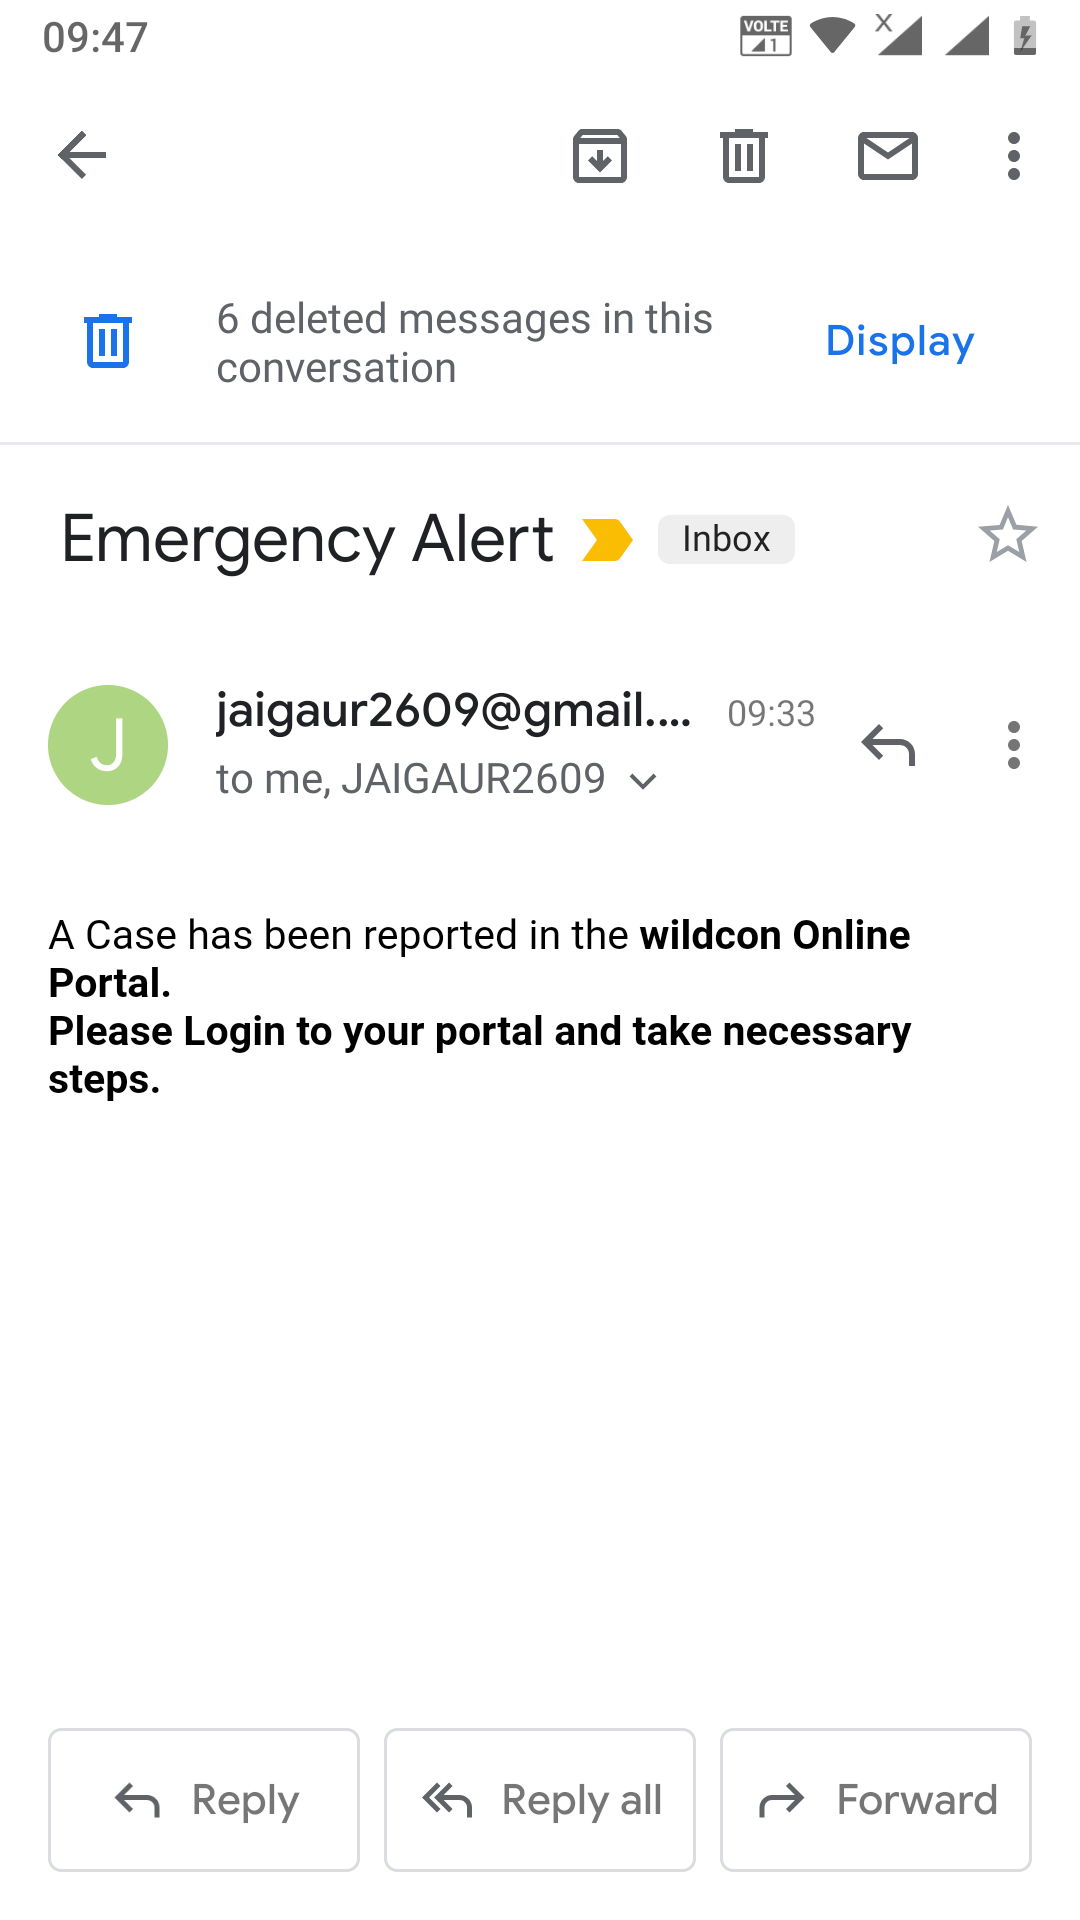 09:47
VOLTE
1
X
6 deleted messages in this
conversation
Display
Emergency Alert
Inbox
J
jaigaur2609@gmail....
09:33
to me, JAIGAUR2609
A Case has been reported in the wildcon Online
Portal.
Please Login to your portal and take necessary
steps.
Reply
Reply all
Forward